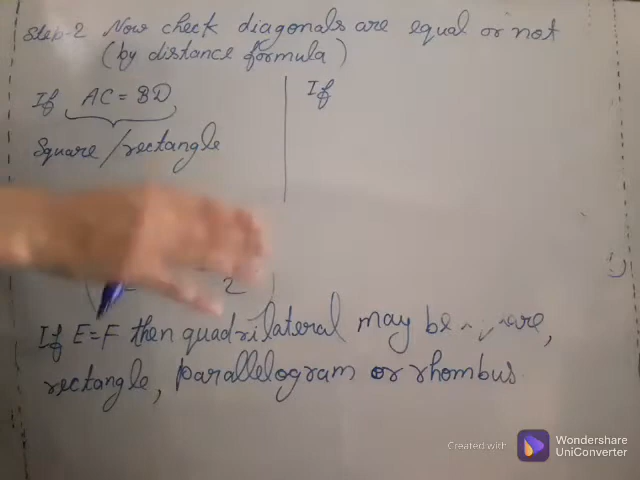 Step-2 Now check diagonals are equal or not
(by distance formula)
If AC = BD
Square/rectangle
If
2
If E=F then quadrilateral may be
rectangle, parallelogram or rhombus
Created with
Wondershare
UniConverter